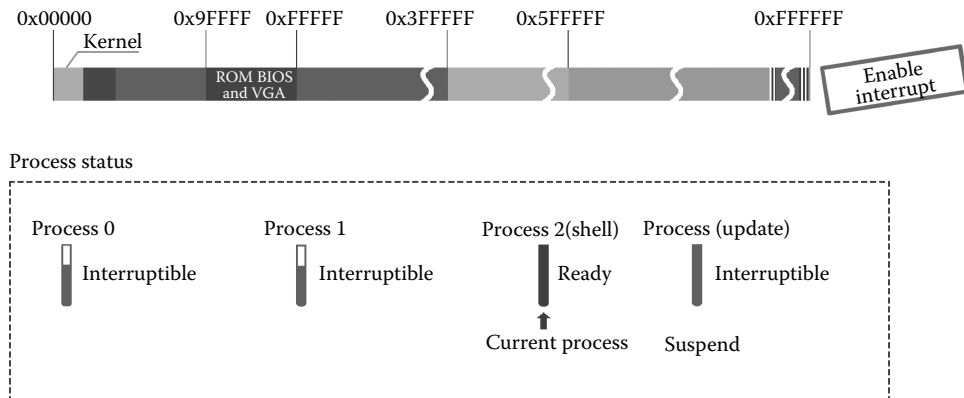 0x00000 0x9FFFF 0xFFFFF 0x3FFFFF 0x5FFFFF 0xFFFFFF
Kernel
ROM BIOS
and VGA
Enable
interrupt
Process status
Process 0 Process 1 Process 2(shell) Process (update)
Interruptible Interruptible Ready Interruptible
Current process Suspend